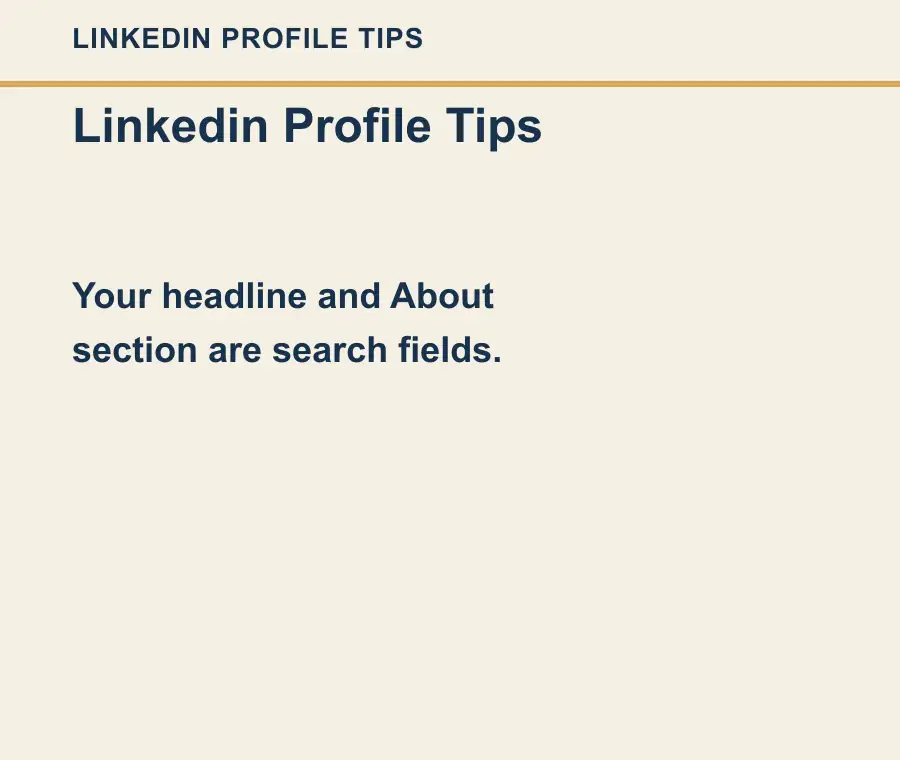 LINKEDIN PROFILE TIPS
Linkedin Profile Tips
Your headline and About
section are search fields.